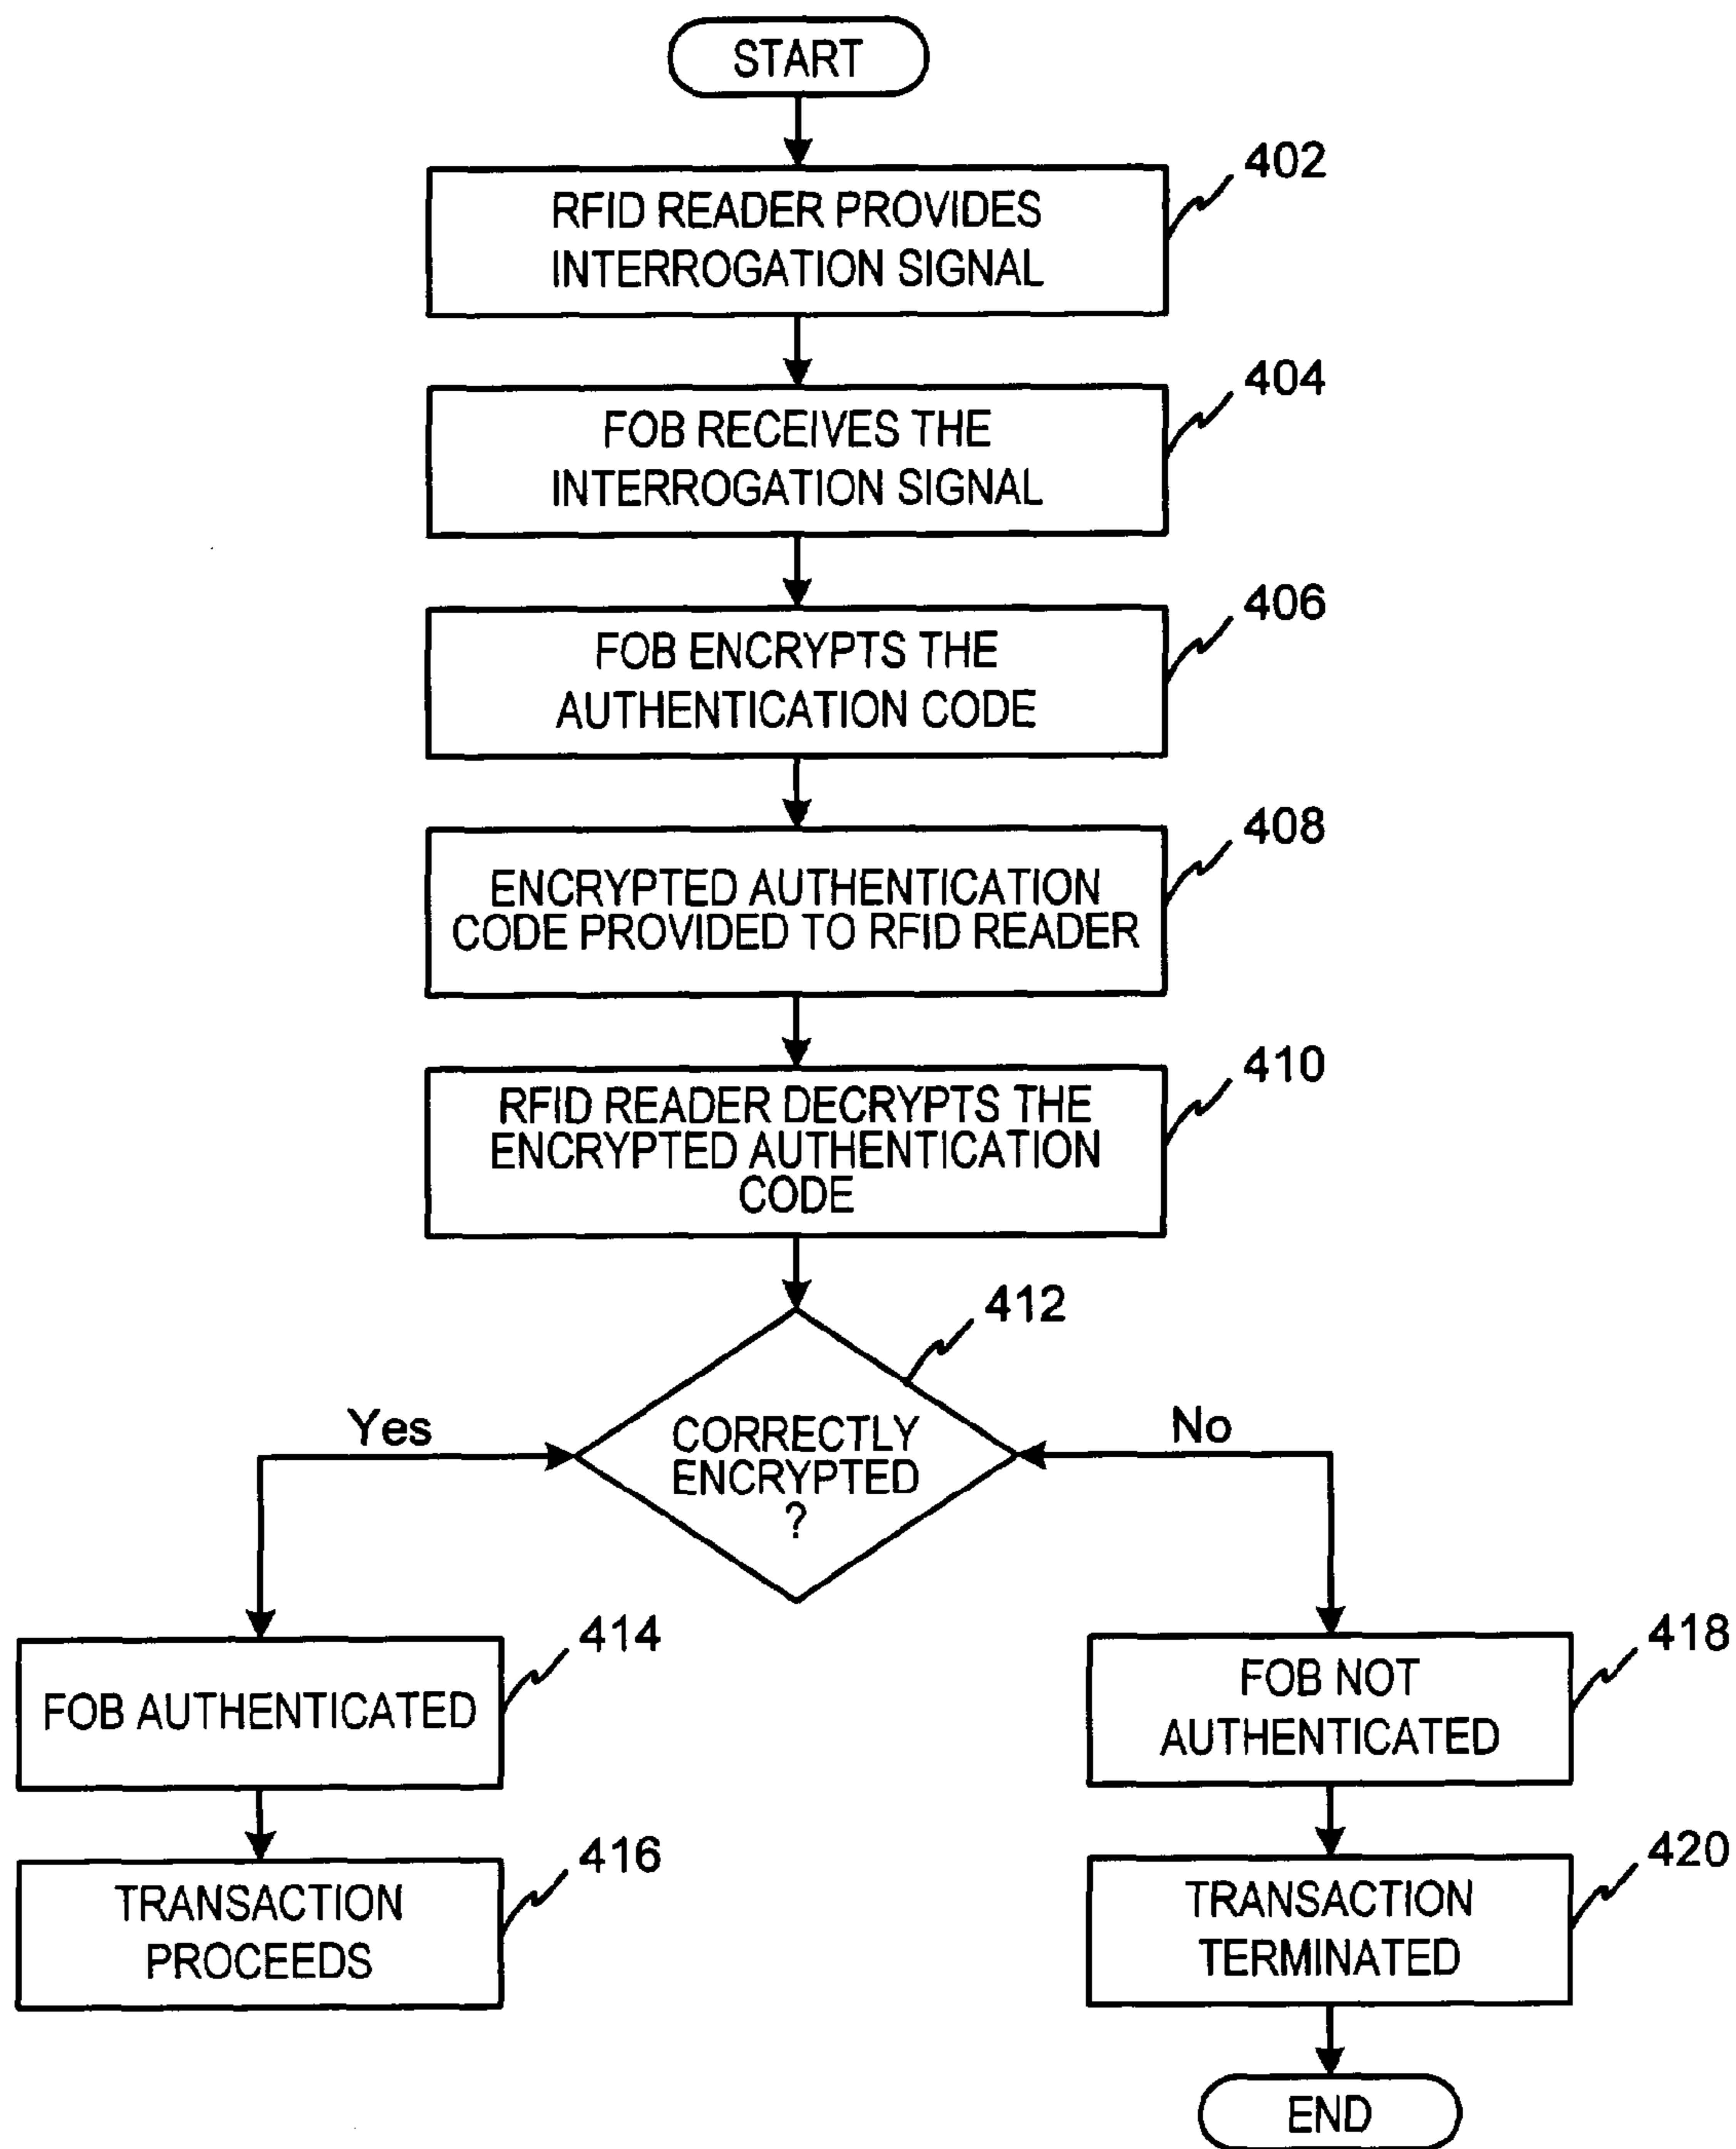 START
402
RFID READER PROVIDES
INTERROGATION SIGNAL
404
FOB RECEIVES THE
INTERROGATION SIGNAL
406
FOB ENCRYPTS THE
AUTHENTICATION CODE
408
ENCRYPTED AUTHENTICATION
CODE PROVIDED TO RFID READER
410
RFID READER DECRYPTS THE
ENCRYPTED AUTHENTICATION
CODE
412
CORRECTLY
ENCRYPTED
?
Yes
No
414
FOB AUTHENTICATED
416
TRANSACTION
PROCEEDS
418
FOB NOT
AUTHENTICATED
420
TRANSACTION
TERMINATED
END